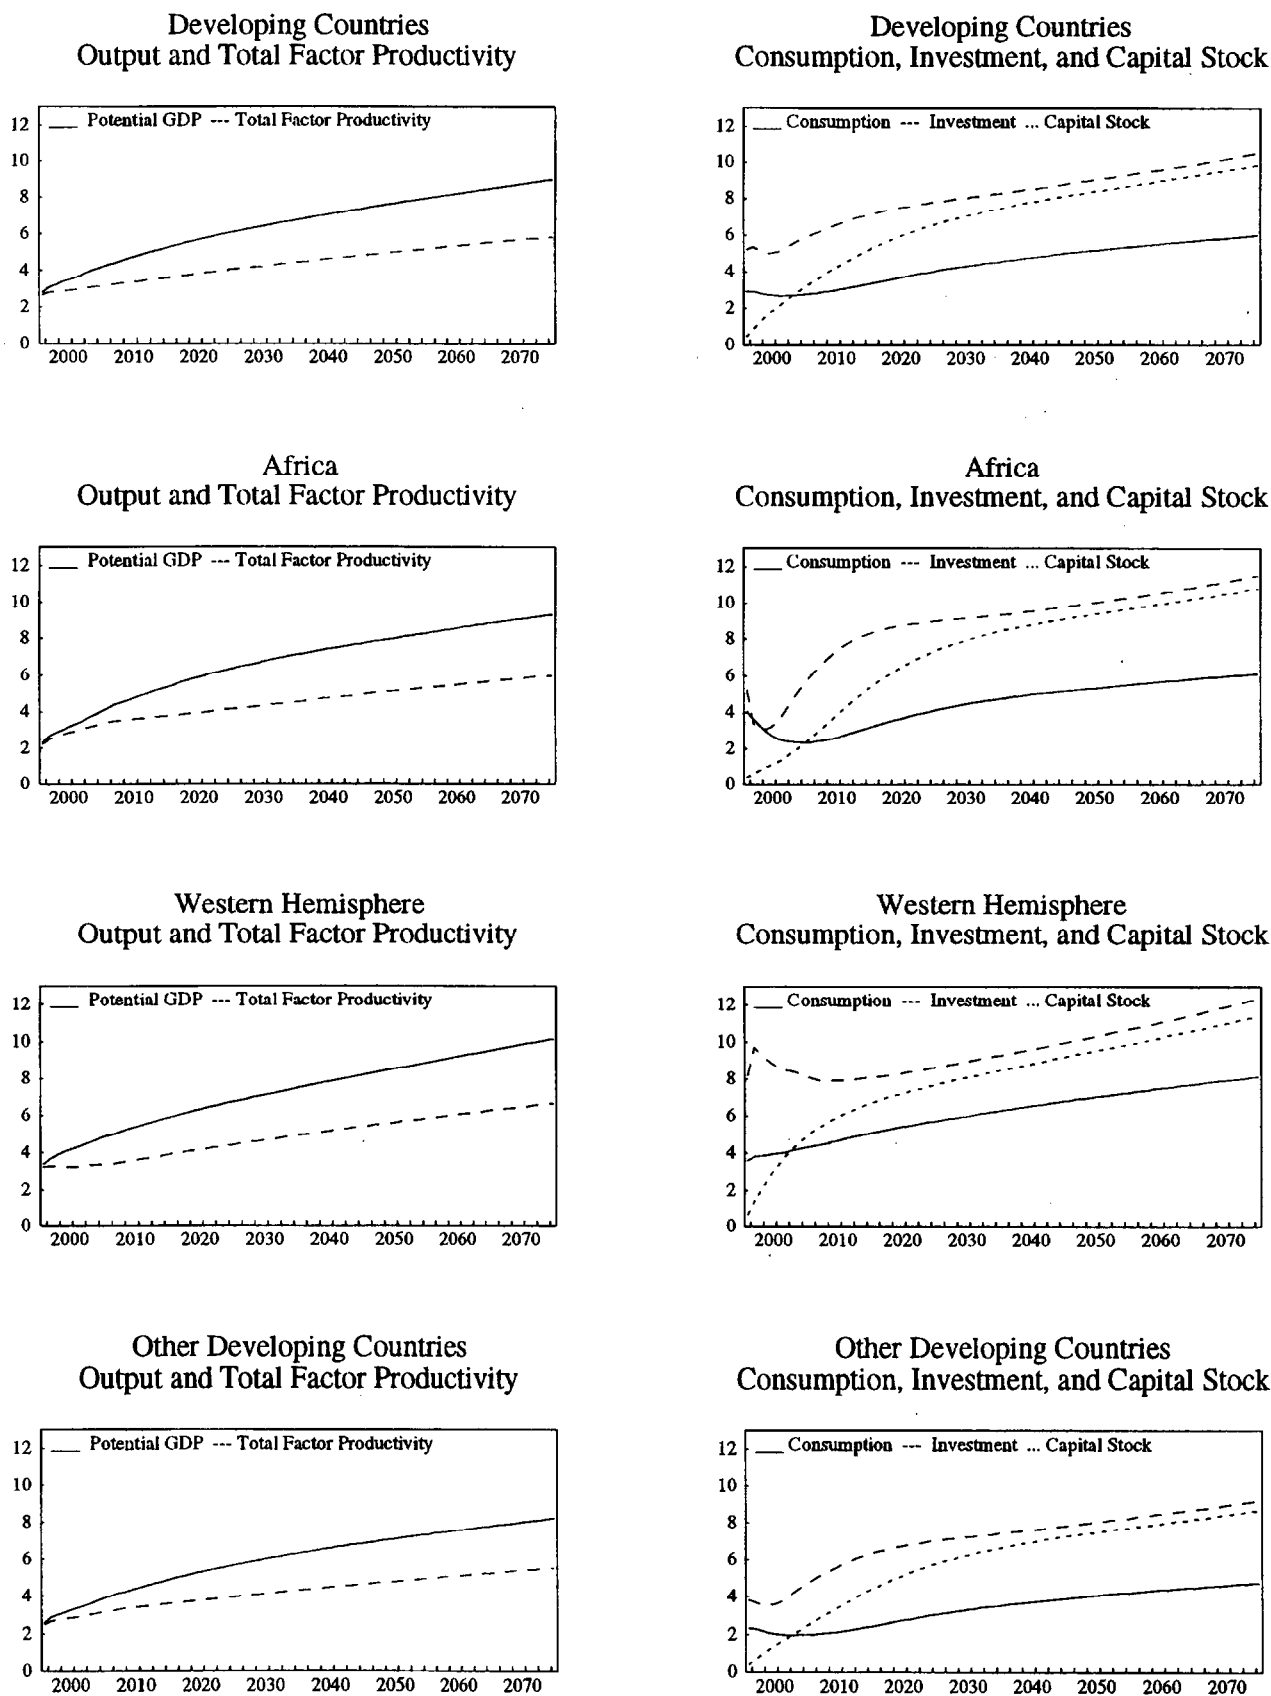 Developing Countries
Output and Total Factor Productivity
Potential GDP --- Total Factor Productivity
12
10
8
6
4
2
0
2000 2010 2020 2030 2040 2050 2060 2070
Developing Countries
Consumption, Investment, and Capital Stock
Consumption --- Investment ... Capital Stock
12
10
8
6
4
2
0
2000 2010 2020 2030 2040 2050 2060 2070
Africa
Output and Total Factor Productivity
Potential GDP --- Total Factor Productivity
12
10
8
6
4
2
0
2000 2010 2020 2030 2040 2050 2060 2070
Africa
Consumption, Investment, and Capital Stock
Consumption --- Investment ... Capital Stock
12
10
8
6
4
2
0
2000 2010 2020 2030 2040 2050 2060 2070
Western Hemisphere
Output and Total Factor Productivity
Potential GDP --- Total Factor Productivity
12
10
8
6
4
2
0
2000 2010 2020 2030 2040 2050 2060 2070
Western Hemisphere
Consumption, Investment, and Capital Stock
Consumption --- Investment ... Capital Stock
12
10
8
6
4
2
0
2000 2010 2020 2030 2040 2050 2060 2070
Other Developing Countries
Output and Total Factor Productivity
Potential GDP --- Total Factor Productivity
12
10
8
6
4
2
0
2000 2010 2020 2030 2040 2050 2060 2070
Other Developing Countries
Consumption, Investment, and Capital Stock
Consumption --- Investment ... Capital Stock
12
10
8
6
4
2
0
2000 2010 2020 2030 2040 2050 2060 2070